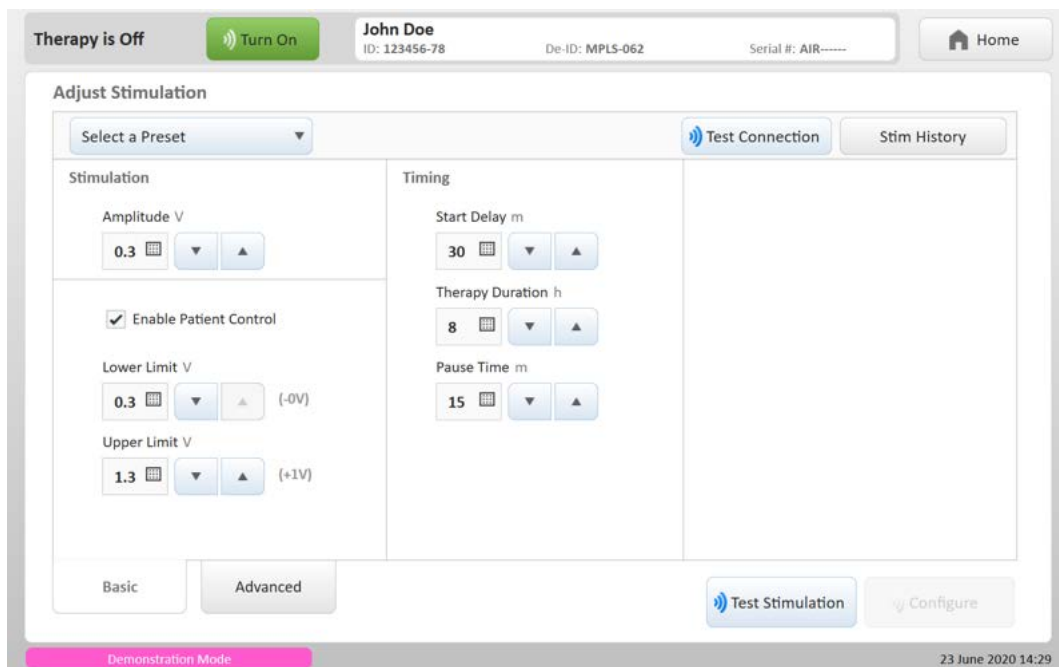 Therapy is Off
Turn On
John Doe
ID: 123456-78 De-ID: MPLS-062 Serial #: AIR------
Home
Adjust Stimulation
Select a Preset
Test Connection
Stim History
Stimulation
Amplitude V
0.3
Enable Patient Control
Lower Limit V
0.3 (-0V)
Upper Limit V
1.3 (+1V)
Timing
Start Delay m
30
Therapy Duration h
8
Pause Time m
15
Basic
Advanced
Test Stimulation
Configure
Demonstration Mode
23 June 2020 14:29